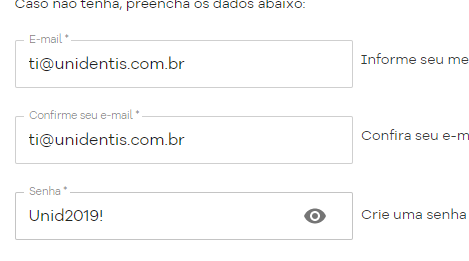 Caso não tenha, preencha os dados abaixo:
E-mail *
ti@unidentis.com.br
Informe seu me
Confirme seu e-mail *
ti@unidentis.com.br
Confira seu e-m
Senha *
Unid2019!
Crie uma senha